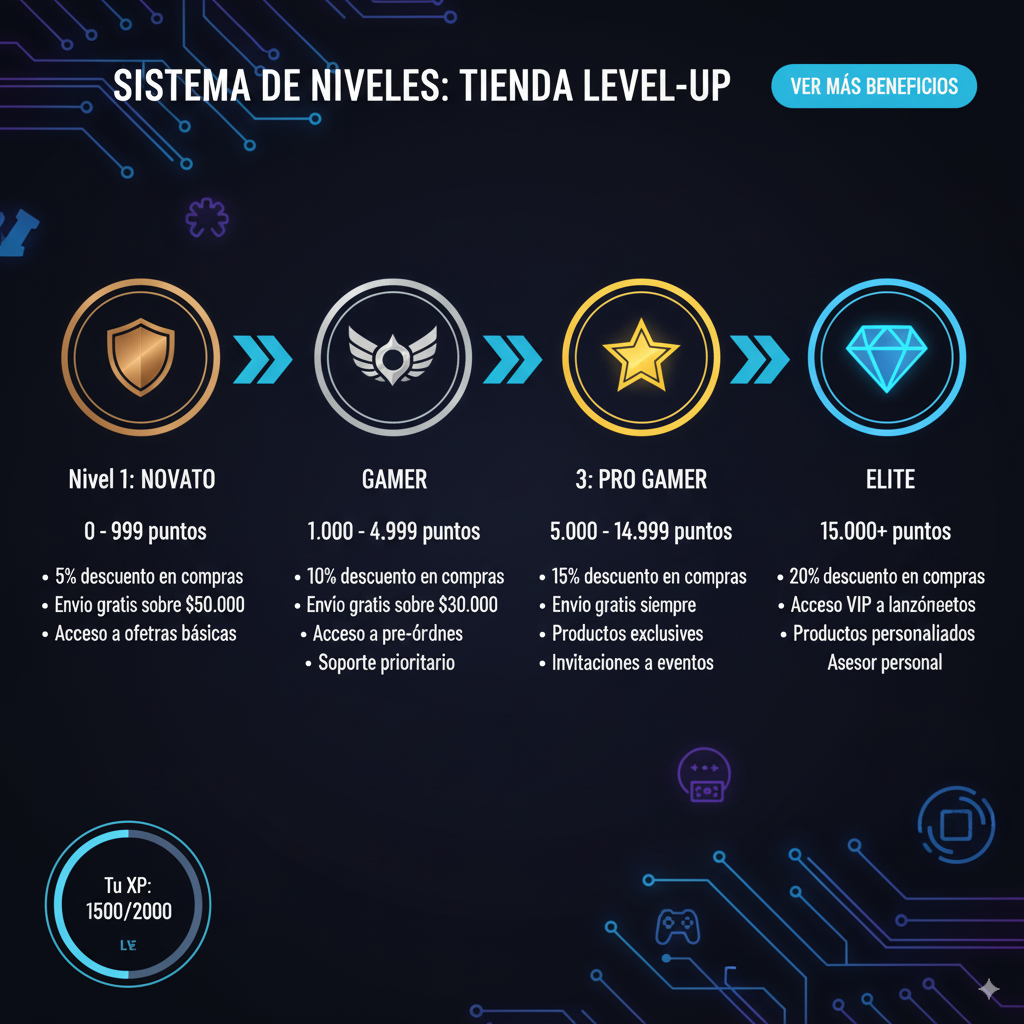 SISTEMA DE NIVELES: TIENDA LEVEL-UP
VER MÁS BENEFICIOS
Nivel 1: NOVATO
0 - 999 puntos
• 5% descuento en compras
• Envio gratis sobre $50.000
• Acceso a ofetras básicas
GAMER
1.000 - 4.999 puntos
• 10% descuento en compras
• Envío gratis sobre $30.000
• Acceso a pre-órdnes
• Soporte prioritario
3: PRO GAMER
5.000 - 14.999 puntos
• 15% descuento en compras
• Envio gratis siempre
• Productos exclusives
• Invitaciones a eventos
ELITE
15.000+ puntos
• 20% descuento en compras
• Acceso VIP a lanzóneetos
• Productos personaliados
Asesor personal
Tu XP:
1500/2000